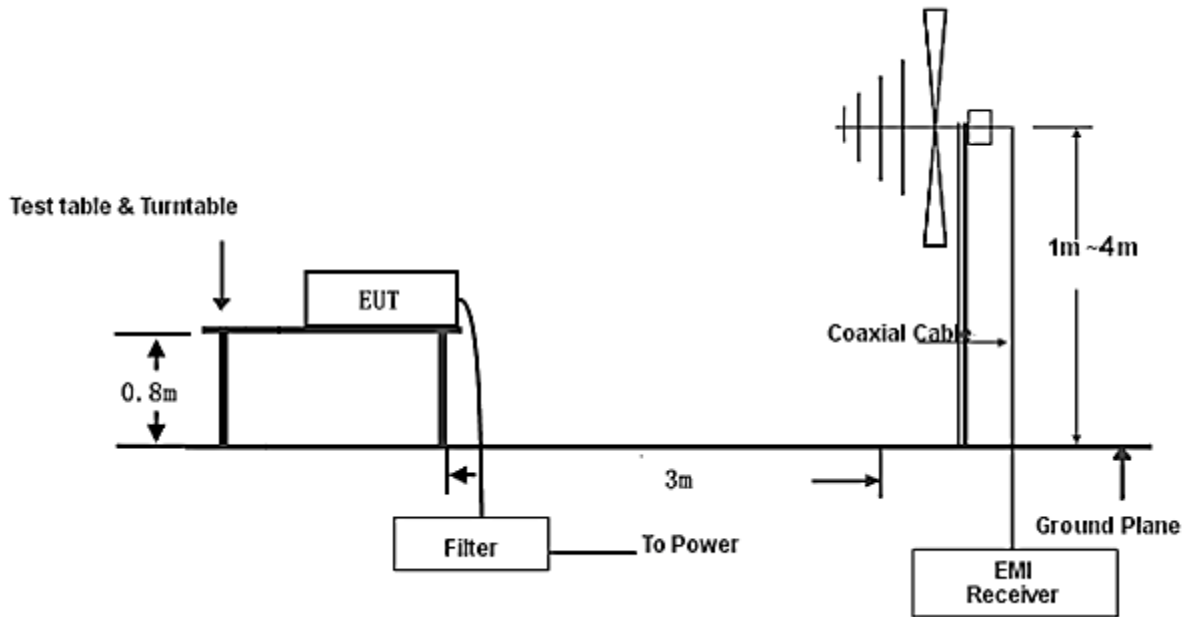 Test table & Turntable
EUT
1m ~4m
Coaxial Cable
0.8m
3m
Ground Plane
Filter
To Power
EMI
Receiver